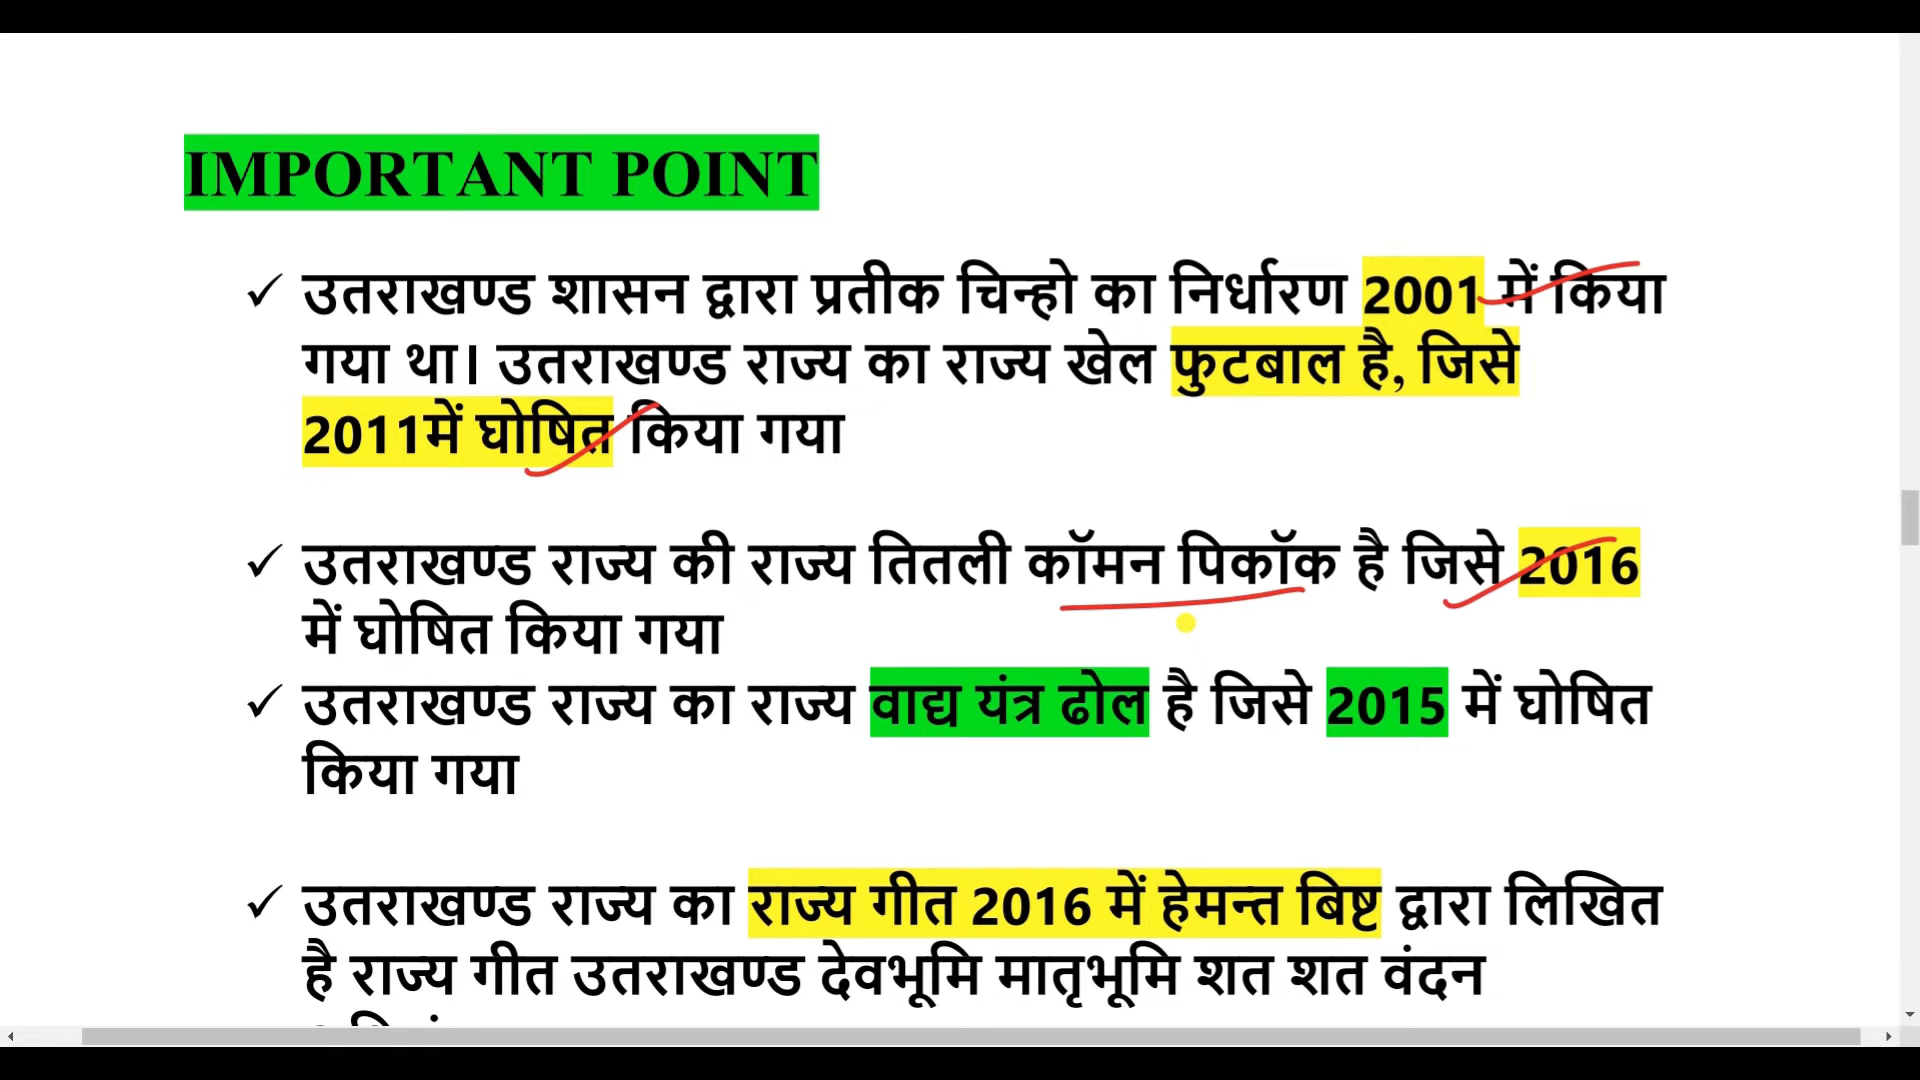 IMPORTANT POINT
✓ उतराखण्ड शासन द्वारा प्रतीक चिन्हो का निर्धारण 2001 में किया
गया था। उतराखण्ड राज्य का राज्य खेल फुटबाल है, जिसे
2011में घोषित किया गया
✓ उतराखण्ड राज्य की राज्य तितली कॉमन पिकॉक है जिसे 2016
में घोषित किया गया
✓ उतराखण्ड राज्य का राज्य वाद्य यंत्र ढोल है जिसे 2015 में घोषित
किया गया
✓ उतराखण्ड राज्य का राज्य गीत 2016 में हेमन्त बिष्ट द्वारा लिखित
है राज्य गीत उतराखण्ड देवभूमि मातृभूमि शत शत वंदन